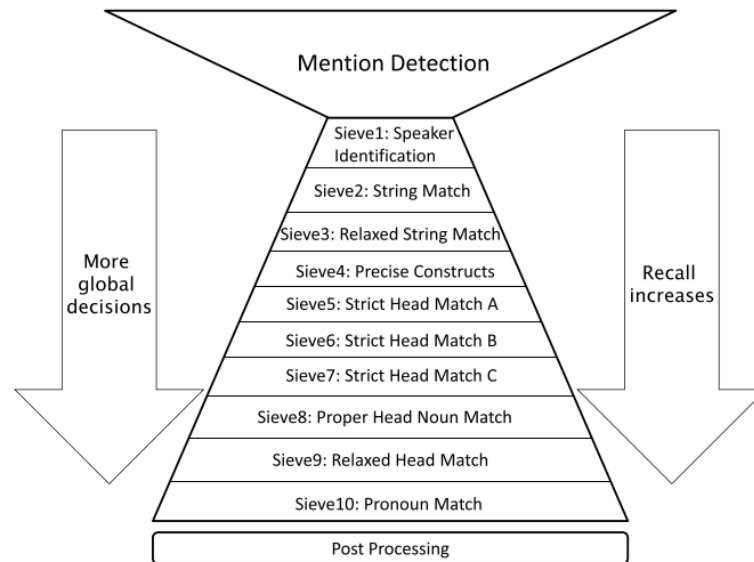 Mention Detection
Sieve1: Speaker
Identification
Sieve2: String Match
Sieve3: Relaxed String Match
Sieve4: Precise Constructs
Sieve5: Strict Head Match A
Sieve6: Strict Head Match B
Sieve7: Strict Head Match C
Sieve8: Proper Head Noun Match
Sieve9: Relaxed Head Match
Sieve10: Pronoun Match
Post Processing
More
global
decisions
Recall
increases